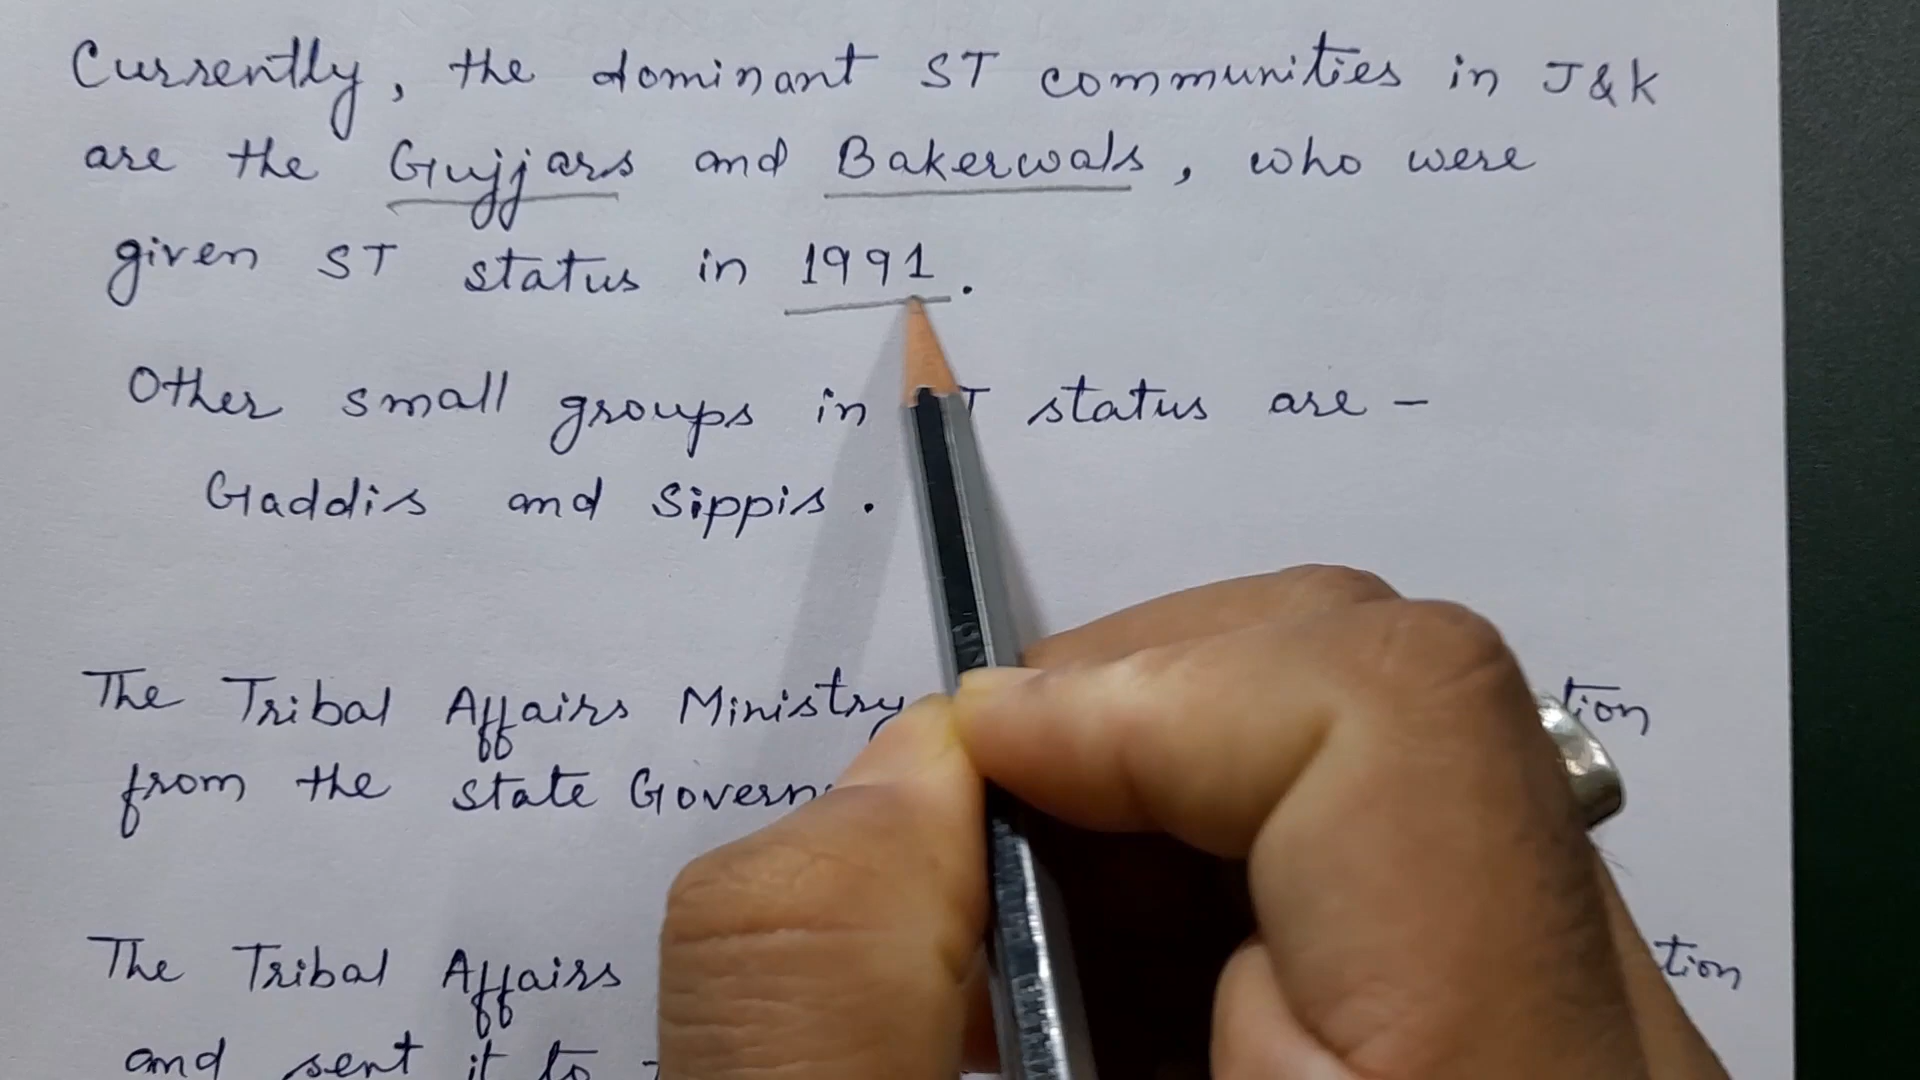 Currently, the dominant ST communities in J&K
are the Gujjars and Bakerwals, who were
given ST status in 1991.
Other small groups in status are -
Gaddis and Sippis.
The Tribal Affairs Ministry
from the state
The Tribal Affairs
and sent it to